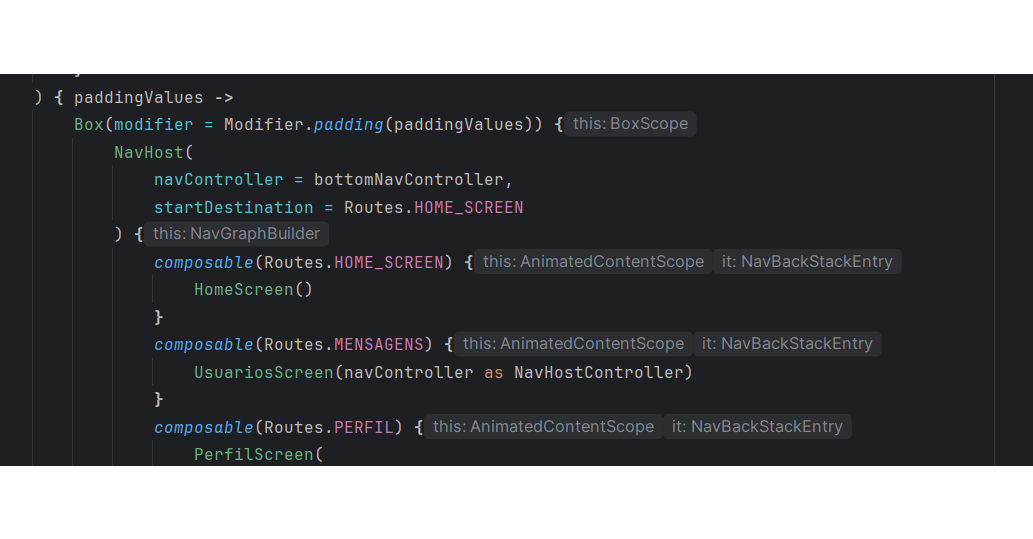 ) { paddingValues ->
Box(modifier = Modifier.padding(paddingValues)) { this: BoxScope
NavHost(
navController = bottomNavController,
startDestination = Routes.HOME_SCREEN
) { this: NavGraphBuilder
composable(Routes.HOME_SCREEN) { this: AnimatedContentScope it: NavBackStackEntry
HomeScreen()
}
composable(Routes.MENSAGENS) { this: AnimatedContentScope it: NavBackStackEntry
UsuariosScreen(navController as NavHostController)
}
composable(Routes.PERFIL) { this: AnimatedContentScope it: NavBackStackEntry
PerfilScreen(